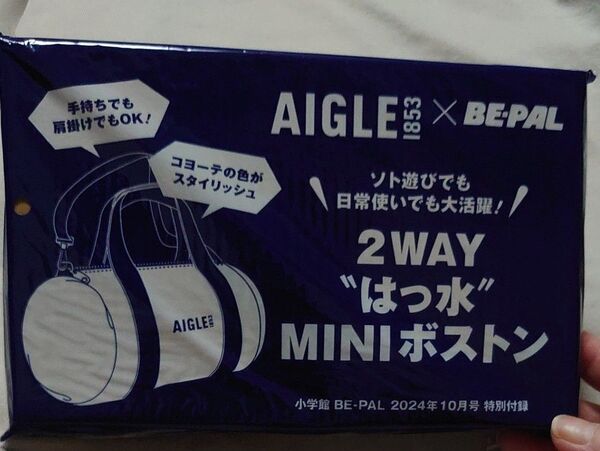 手持ちでも
肩掛けでもOK!
コヨーテの色が
スタイリッシュ
AIGLE 1853 × BE-PAL
ソト遊びでも
日常使いでも大活躍!
2WAY
"はっ水"
MINIボストン
AIGLE 1853
小学館 BE-PAL 2024年10月号 特別付録